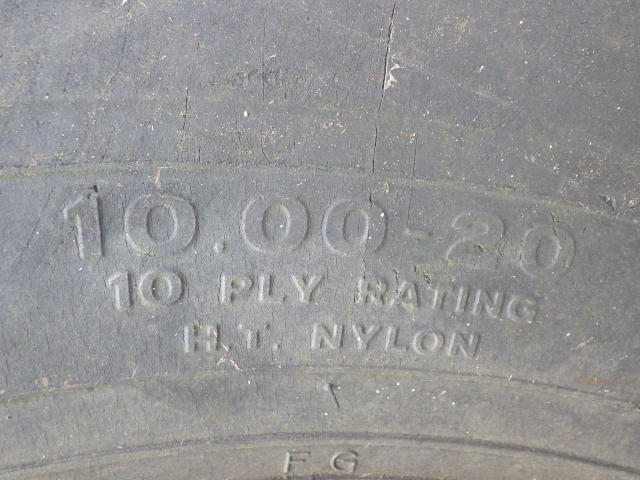 10.00-20
10 PLY RATING
H.T. NYLON
FG